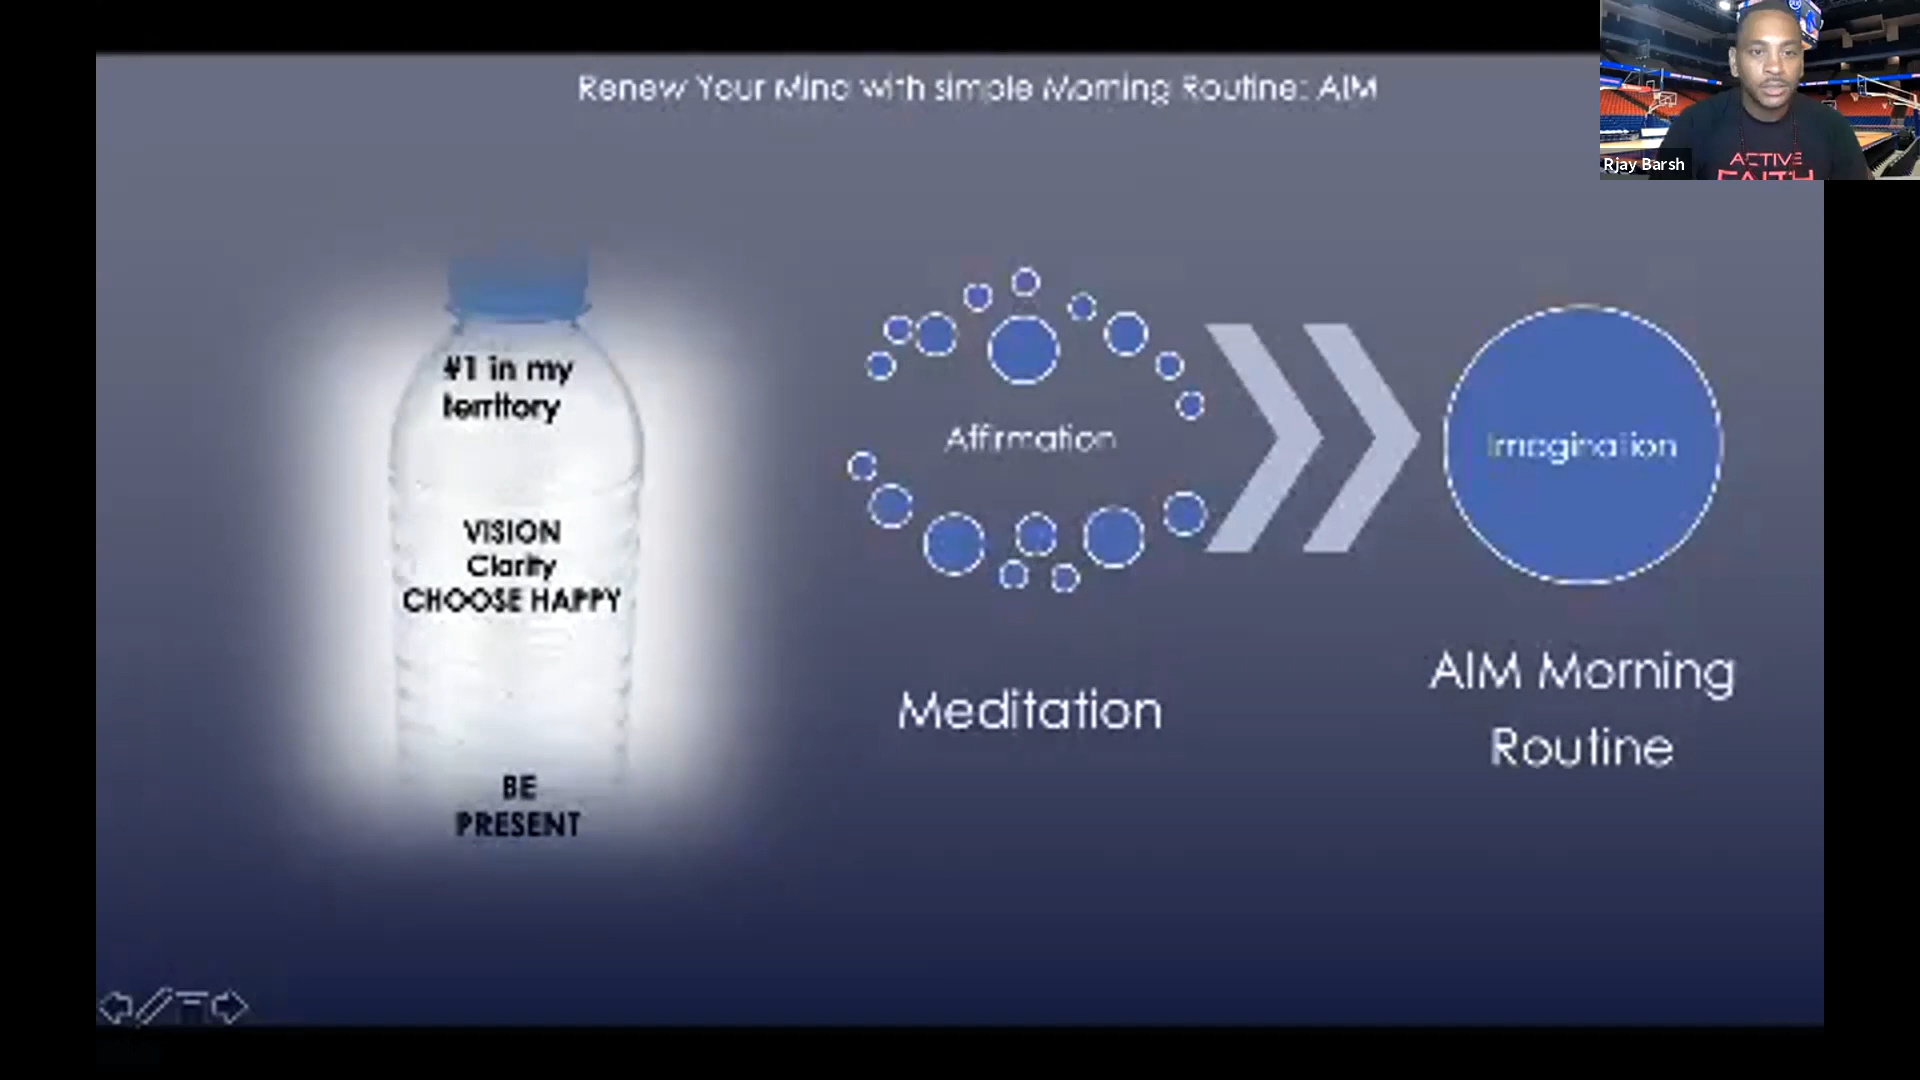 Renew Your Mind with simple Morning Routine: AIM
Rjay Barsh
ACTIVE
FAITH
#1 in my
territory
VISION
Clarity
CHOOSE HAPPY
BE
PRESENT
Affirmation
Meditation
Imagination
AIM Morning
Routine